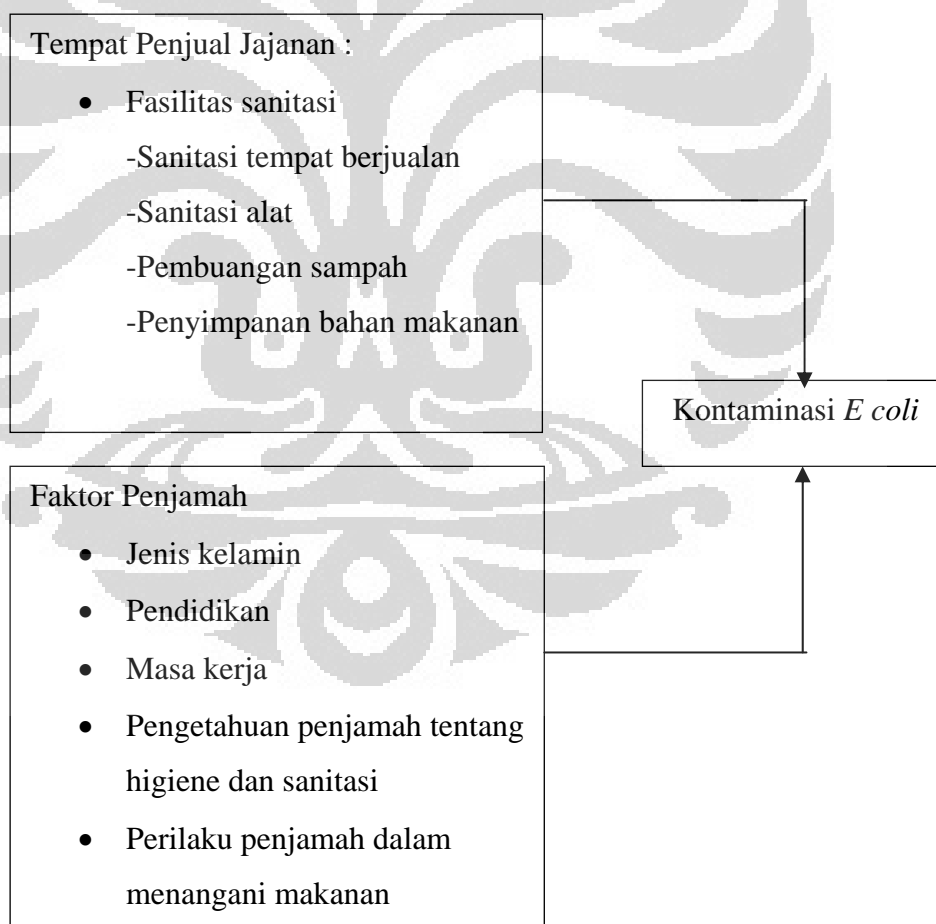 Tempat Penjual Jajanan :
• Fasilitas sanitasi
-Sanitasi tempat berjualan
-Sanitasi alat
-Pembuangan sampah
-Penyimpanan bahan makanan
Kontaminasi E coli
Faktor Penjamah
• Jenis kelamin
• Pendidikan
• Masa kerja
• Pengetahuan penjamah tentang
higiene dan sanitasi
• Perilaku penjamah dalam
menangani makanan